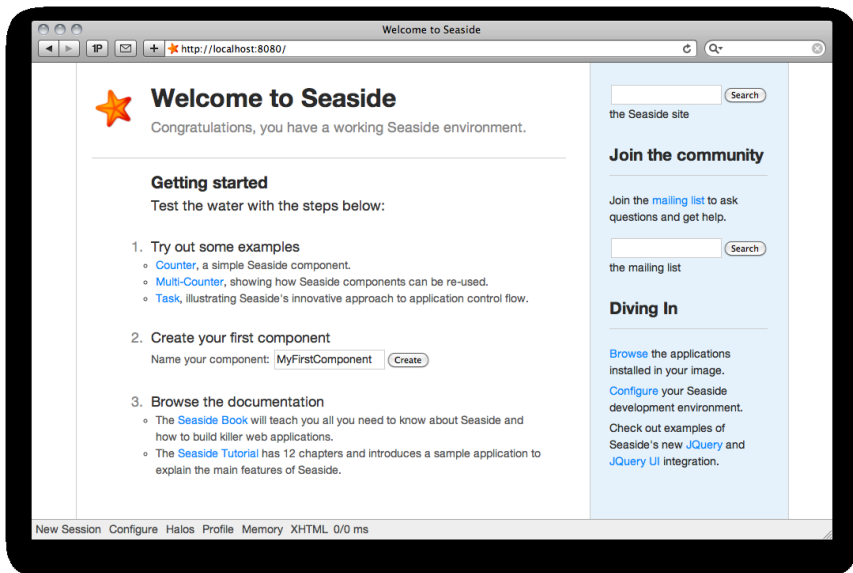 Welcome to Seaside
1P
http://localhost:8080/
Welcome to Seaside
Congratulations, you have a working Seaside environment.
Getting started
Test the water with the steps below:
1. Try out some examples
Counter, a simple Seaside component.
Multi-Counter, showing how Seaside components can be re-used.
Task, illustrating Seaside's innovative approach to application control flow.
2. Create your first component
Name your component: MyFirstComponent Create
3. Browse the documentation
The Seaside Book will teach you all you need to know about Seaside and
how to build killer web applications.
The Seaside Tutorial has 12 chapters and introduces a sample application to
explain the main features of Seaside.
Search
the Seaside site
Join the community
Join the mailing list to ask
questions and get help.
Search
the mailing list
Diving In
Browse the applications
installed in your image.
Configure your Seaside
development environment.
Check out examples of
Seaside's new JQuery and
JQuery UI integration.
New Session Configure Halos Profile Memory XHTML 0/0 ms